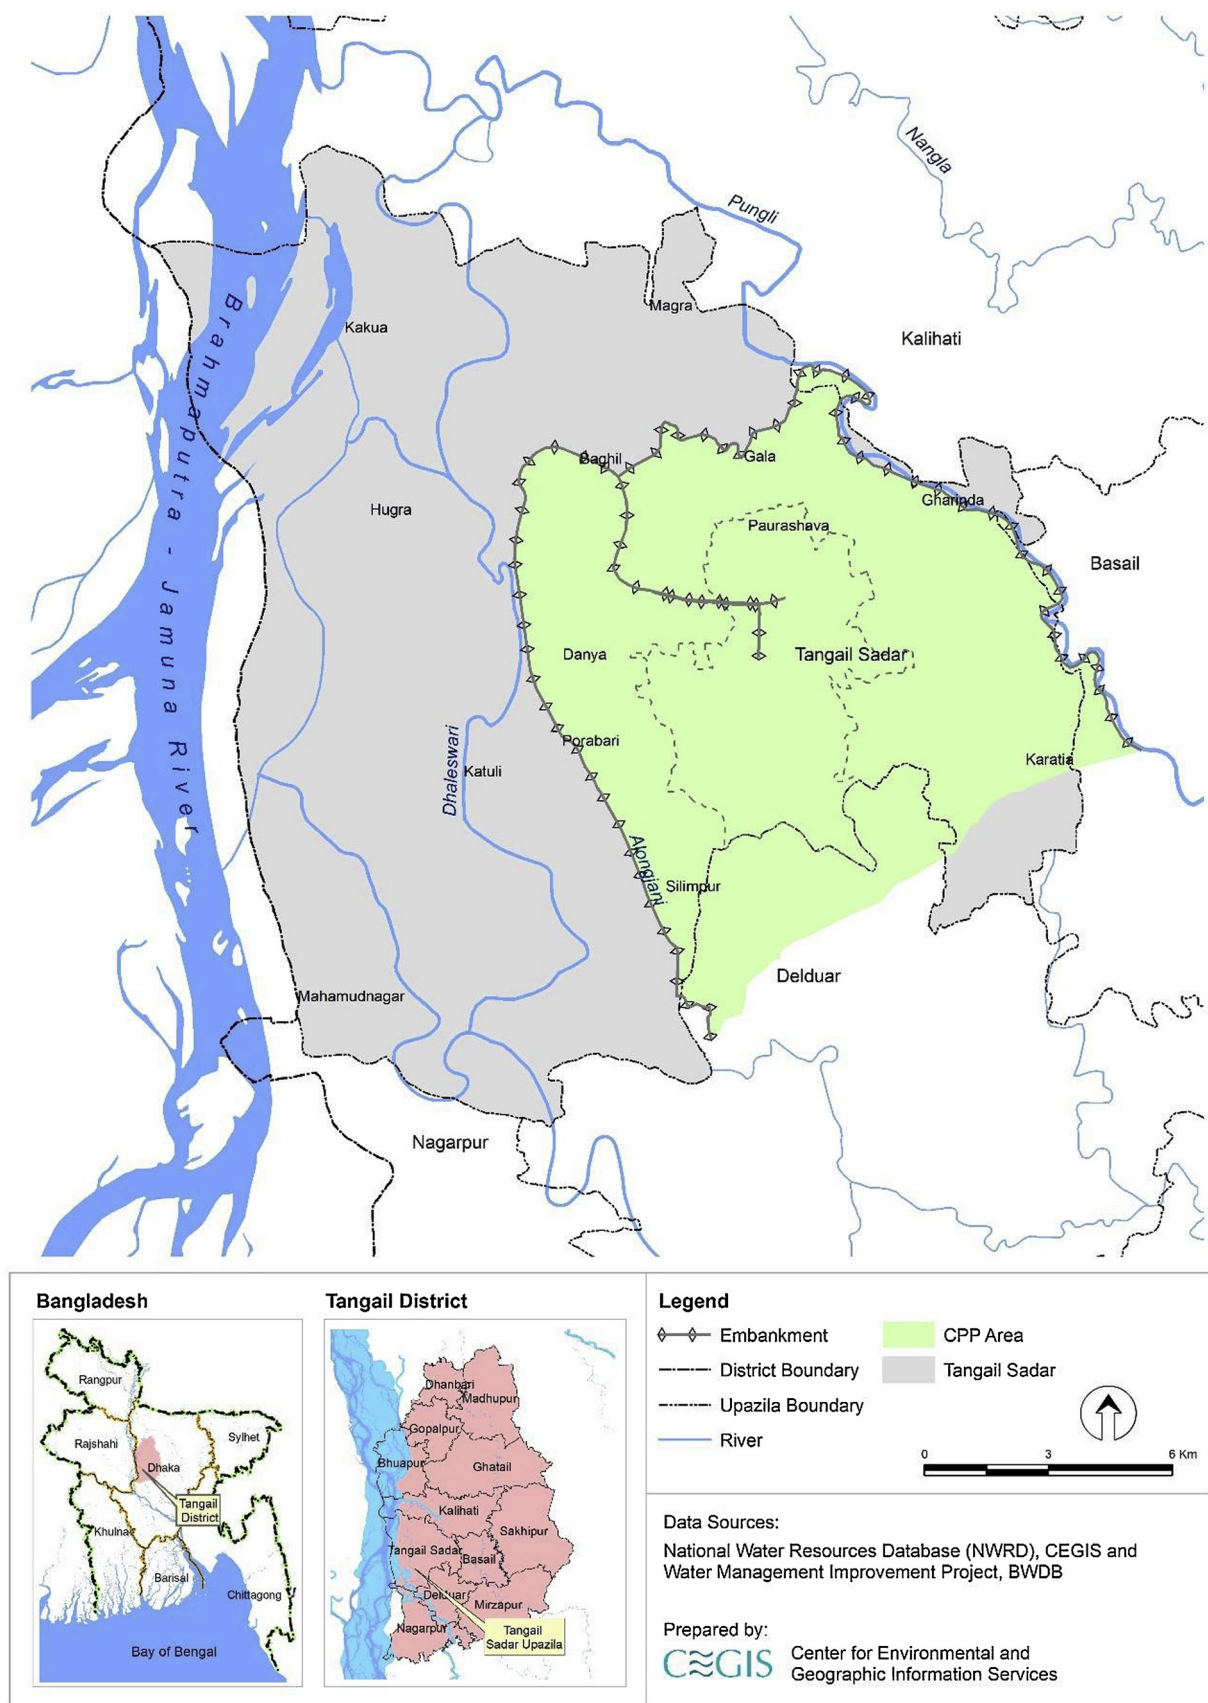 Nangla
Pungli
Brahmaputra - Jamuna River
Magra
Kakua
Kalihati
Baghil
Gala
Gharinda
Hugra
Paurashava
Basail
Danya
Tangail Sadar
Porabari
Dhaleswari
Katuli
Karatia
Alongjani
Silimpur
Delduar
Mahamudnagar
Nagarpur
Bangladesh
Rangpur
Rajshahi
Sylhet
Dhaka
Tangail
District
Khulna
Barisal
Chittagong
Bay of Bengal
Tangail District
Dhanbari
Madhupur
Gopalpur
Bhuapur
Ghatail
Kalihati
Sakhipur
Tangail Sadar
Basail
Delduar
Mirzapur
Nagarpur
Tangail
Sadar Upazila
Legend
Embankment
District Boundary
Upazila Boundary
River
CPP Area
Tangail Sadar
0 3 6 Km
Data Sources:
National Water Resources Database (NWRD), CEGIS and
Water Management Improvement Project, BWDB
Prepared by:
CEGIS
Center for Environmental and
Geographic Information Services